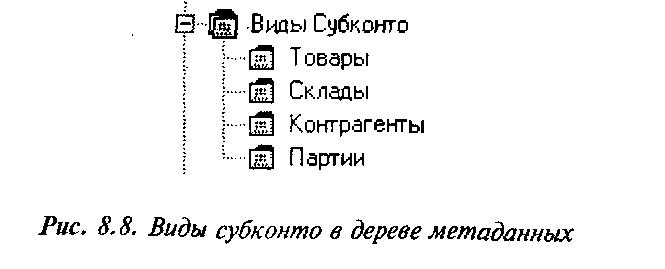 Виды Субконто
Товары
Склады
Контрагенты
Партии
Рис. 8.8. Виды субконто в дереве метаданных